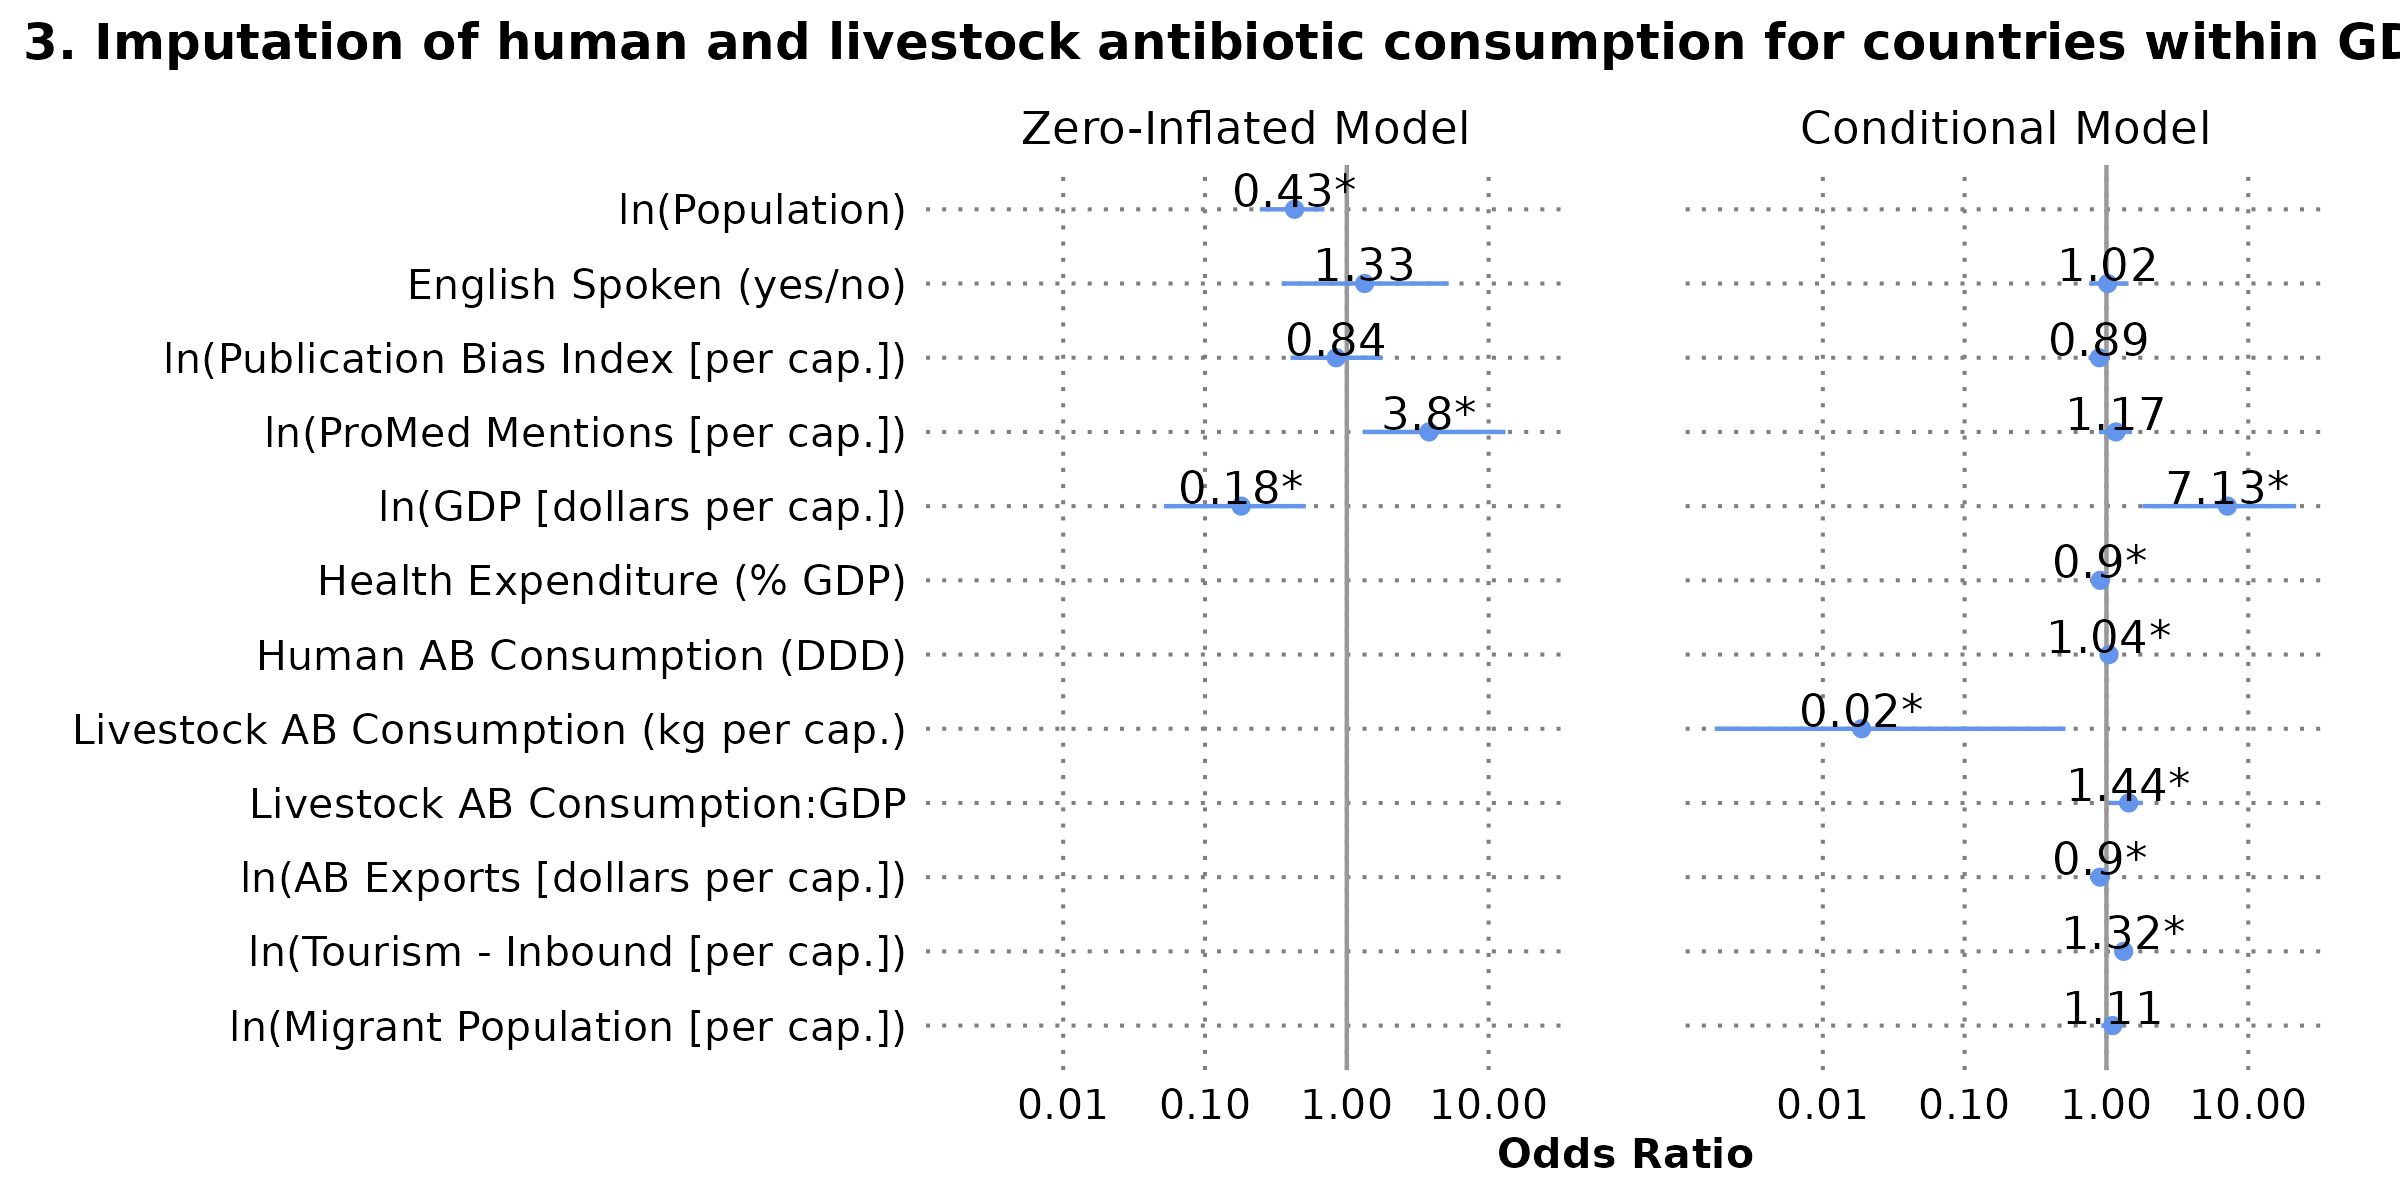 3. Imputation of human and livestock antibiotic consumption for countries within
Zero-Inflated Model
Conditional Model
ln(Population)
0.43*
English Spoken (yes/no)
1.33
1.02
ln(Publication Bias Index [per cap.])
0.84
0.89
ln(ProMed Mentions [per cap.])
3.8*
1.17
ln(GDP [dollars per cap.])
0.18*
7.13*
Health Expenditure (% GDP)
0.9*
Human AB Consumption (DDD)
1.04*
Livestock AB Consumption (kg per cap.)
0.02*
Livestock AB Consumption:GDP
1.44*
ln(AB Exports [dollars per cap.])
0.9*
ln(Tourism - Inbound [per cap.])
1.32*
ln(Migrant Population [per cap.])
1.11
0.01 0.10 1.00 10.00
0.01 0.10 1.00 10.00
Odds Ratio